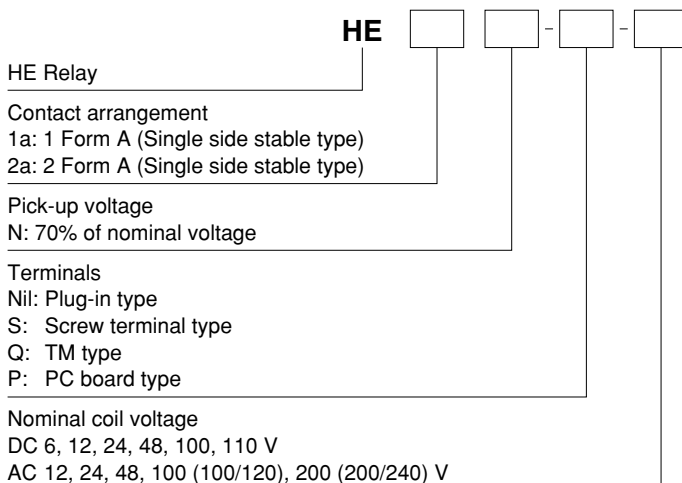 HE - -
HE Relay
Contact arrangement
1a: 1 Form A (Single side stable type)
2a: 2 Form A (Single side stable type)
Pick-up voltage
N: 70% of nominal voltage
Terminals
Nil: Plug-in type
S: Screw terminal type
Q: TM type
P: PC board type
Nominal coil voltage
DC 6, 12, 24, 48, 100, 110 V
AC 12, 24, 48, 100 (100/120), 200 (200/240) V